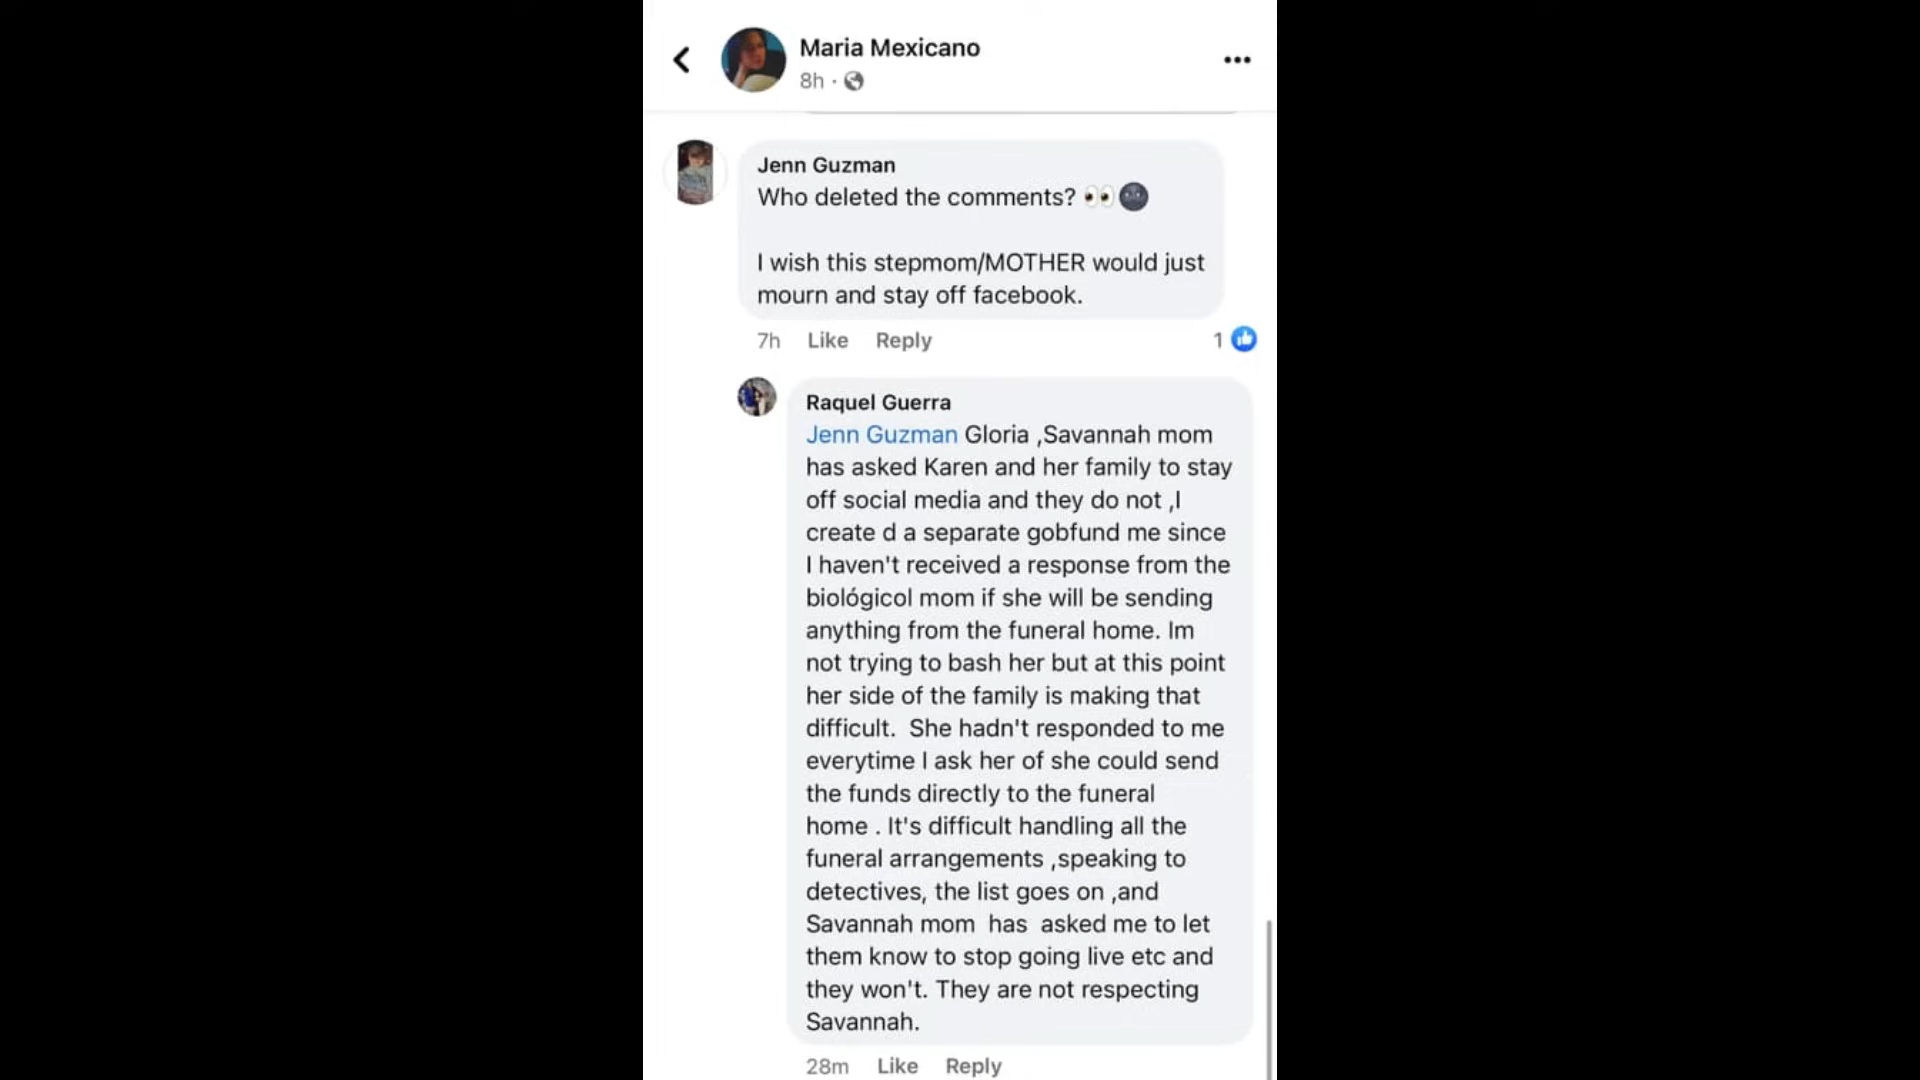 Maria Mexicano
8h ·
Jenn Guzman
Who deleted the comments? 👀🌚
I wish this stepmom/MOTHER would just
mourn and stay off facebook.
7h Like Reply 1
Raquel Guerra
Jenn Guzman Gloria ,Savannah mom
has asked Karen and her family to stay
off social media and they do not ,I
create d a separate gobfund me since
I haven't received a response from the
biológicol mom if she will be sending
anything from the funeral home. Im
not trying to bash her but at this point
her side of the family is making that
difficult.  She hadn't responded to me
everytime I ask her of she could send
the funds directly to the funeral
home . It's difficult handling all the
funeral arrangements ,speaking to
detectives, the list goes on ,and
Savannah mom  has  asked me to let
them know to stop going live etc and
they won't. They are not respecting
Savannah.
28m Like Reply